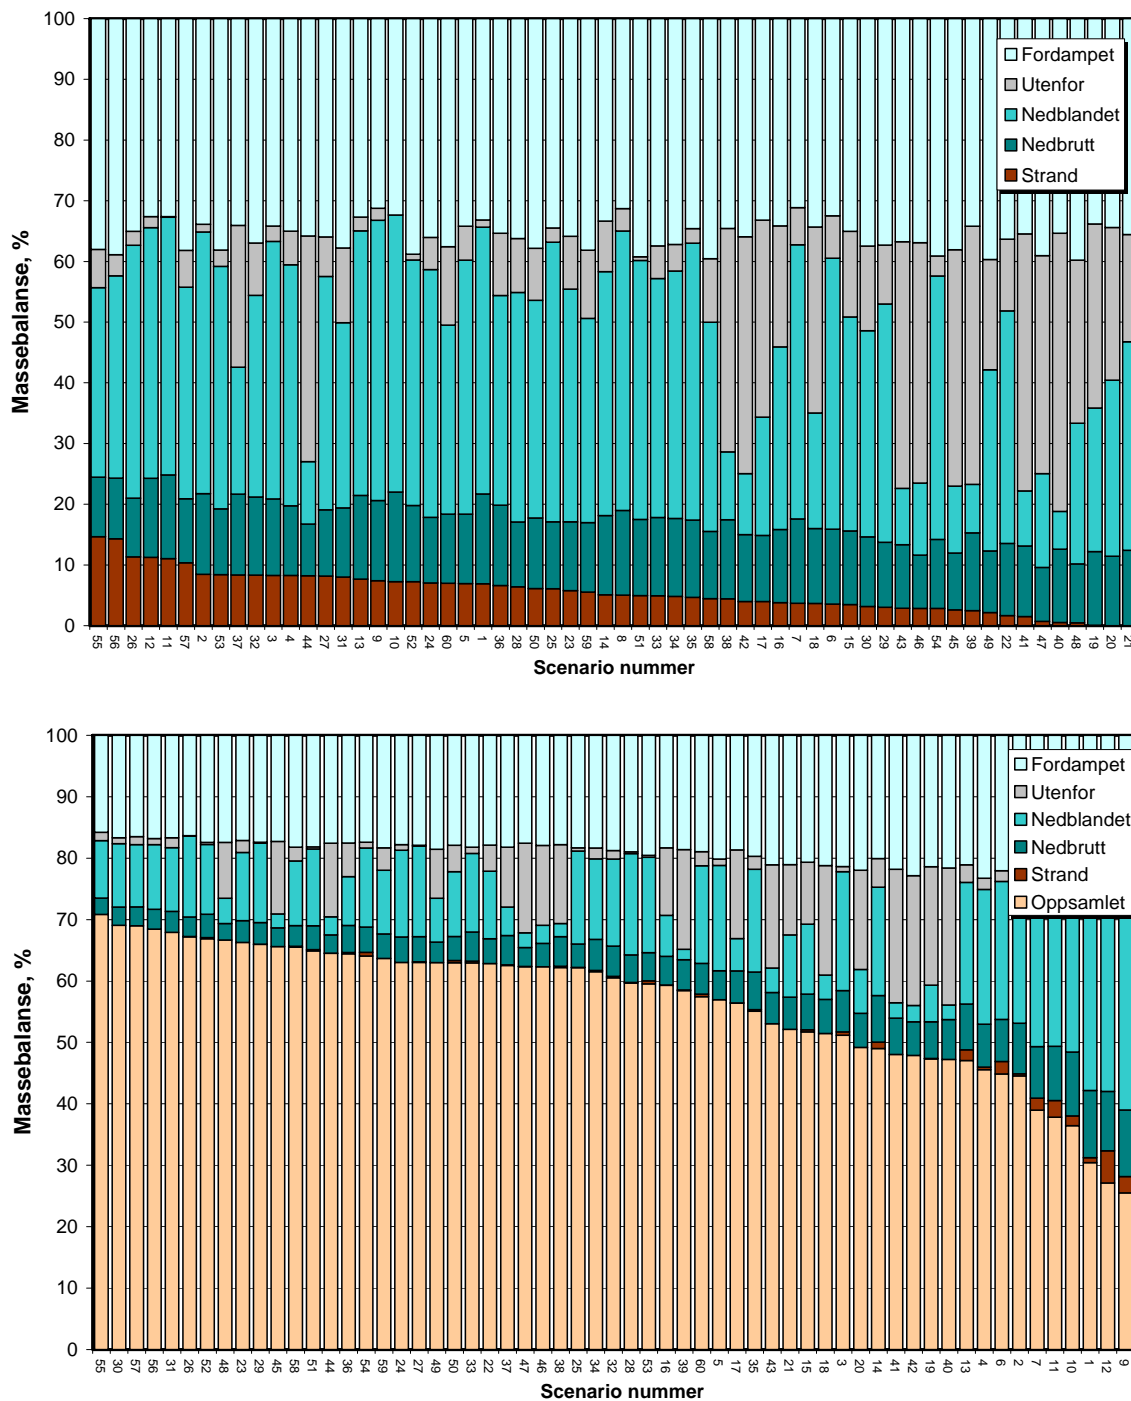 100
90
80
70
60
50
40
30
20
10
0
Massebalanse, %
Fordampet
Utenfor
Nedblandet
Nedbrutt
Strand
55 56 26 12 11 57 2 53 37 32 3 4 44 27 31 13 9 10 52 24 60 5 1 36 28 50 25 23 59 14 8 51 33 34 35 58 38 42 17 16 7 18 6 15 30 29 43 46 54 45 39 49 22 41 47 40 48 19 20 21
Scenario nummer
100
90
80
70
60
50
40
30
20
10
0
Massebalanse, %
Fordampet
Utenfor
Nedblandet
Nedbrutt
Strand
Oppsamlet
55 30 57 56 31 26 52 48 23 29 45 58 51 44 36 54 59 24 27 49 50 33 22 37 47 46 38 25 34 32 28 53 16 39 60 5 17 35 43 21 15 18 3 20 14 41 42 19 40 13 4 6 2 7 11 10 1 12 9
Scenario nummer